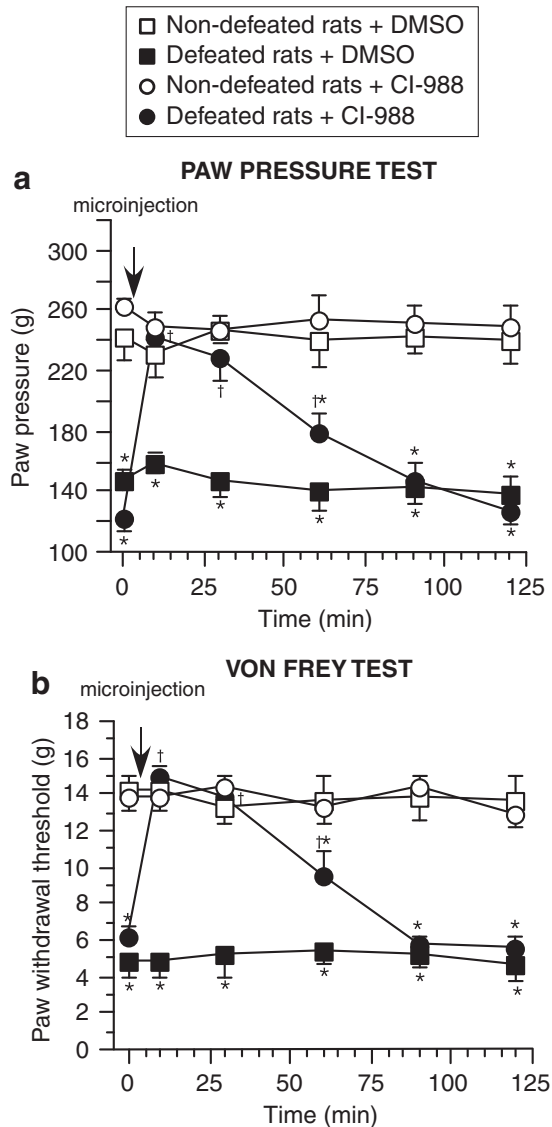 Non-defeated rats + DMSO
Defeated rats + DMSO
Non-defeated rats + CI-988
Defeated rats + CI-988
a
PAW PRESSURE TEST
microinjection
300
260
220
180
140
100
Paw pressure (g)
†
†
†*
*
*
*
*
*
*
*
*
*
*
0 25 50 75 100 125
Time (min)
b
VON FREY TEST
microinjection
18
16
14
12
10
8
6
4
2
0
Paw withdrawal threshold (g)
†
†
†*
*
*
*
*
*
*
*
*
*
0 25 50 75 100 125
Time (min)